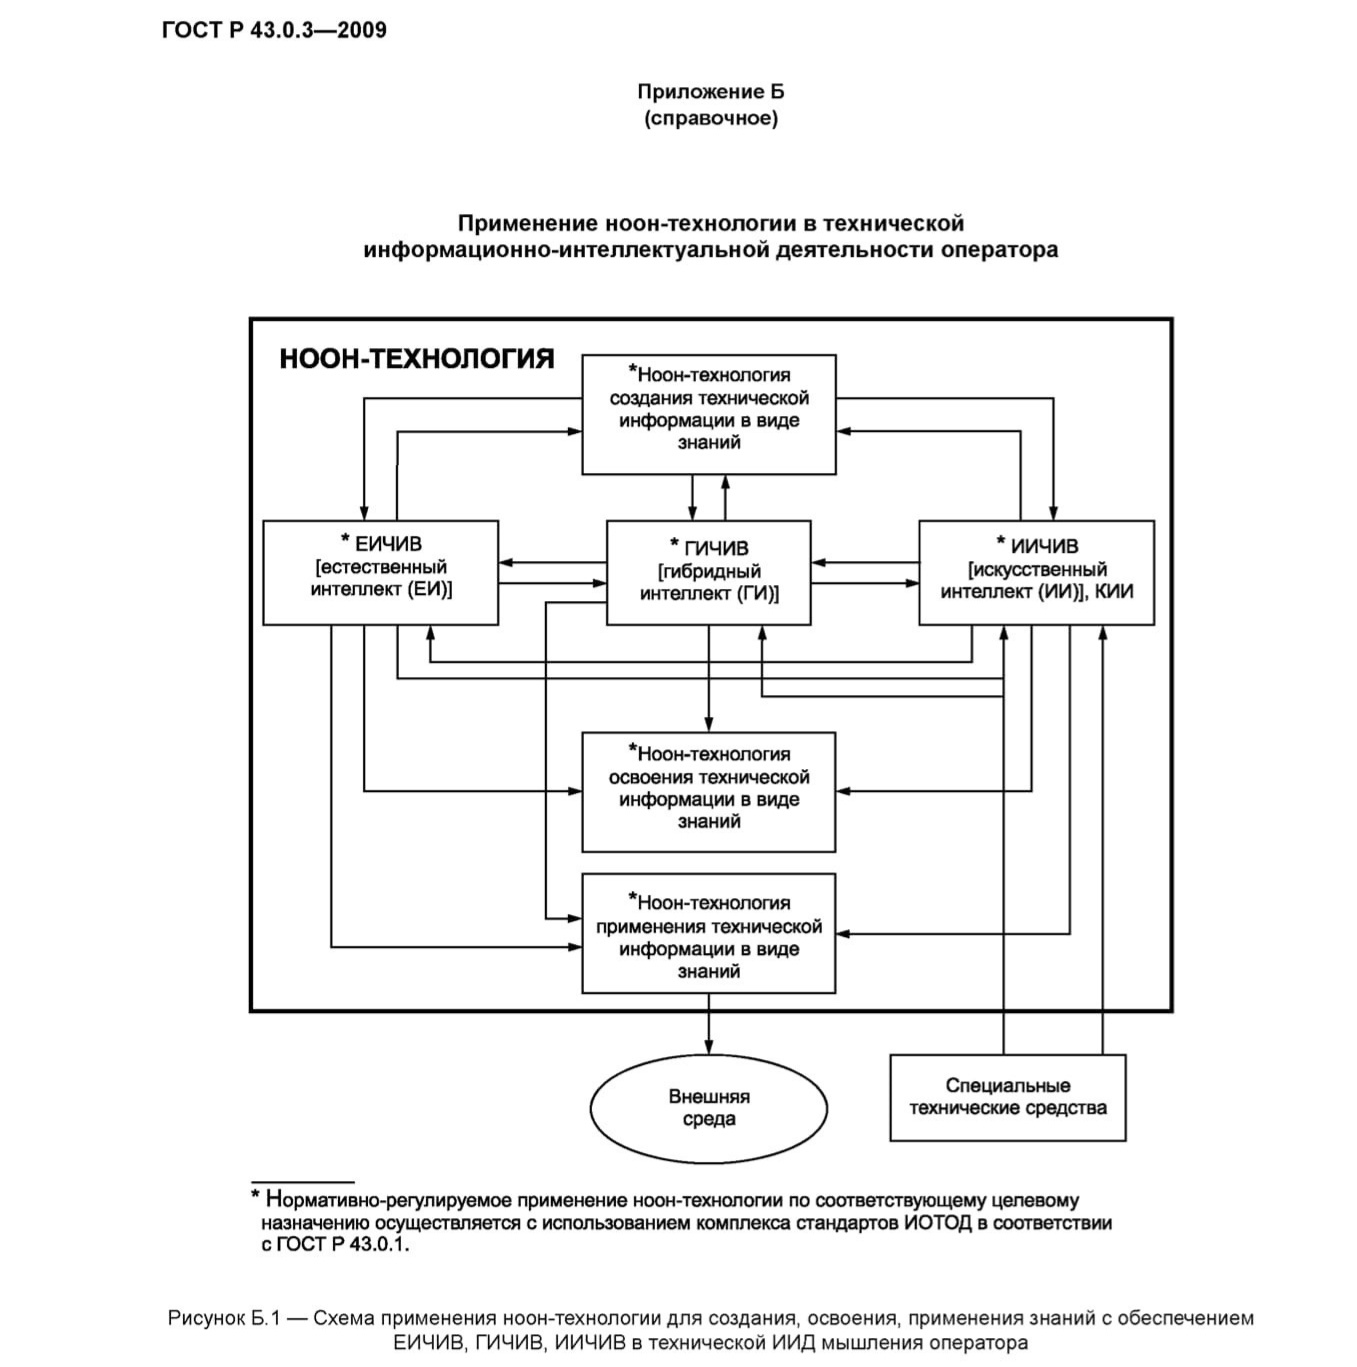 ГОСТ Р 43.0.3—2009
Приложение Б
(справочное)
Применение ноон-технологии в технической
информационно-интеллектуальной деятельности оператора
НООН-ТЕХНОЛОГИЯ
*Ноон-технология
создания технической
информации в виде
знаний
* ЕИЧИВ
[естественный
интеллект (ЕИ)]
* ГИЧИВ
[гибридный
интеллект (ГИ)]
* ИИЧИВ
[искусственный
интеллект (ИИ)], КИИ
*Ноон-технология
освоения технической
информации в виде
знаний
*Ноон-технология
применения технической
информации в виде
знаний
Внешняя
среда
Специальные
технические средства
* Нормативно-регулируемое применение ноон-технологии по соответствующему целевому
назначению осуществляется с использованием комплекса стандартов ИОТОД в соответствии
с ГОСТ Р 43.0.1.
Рисунок Б.1 — Схема применения ноон-технологии для создания, освоения, применения знаний с обеспечением
ЕИЧИВ, ГИЧИВ, ИИЧИВ в технической ИИД мышления оператора